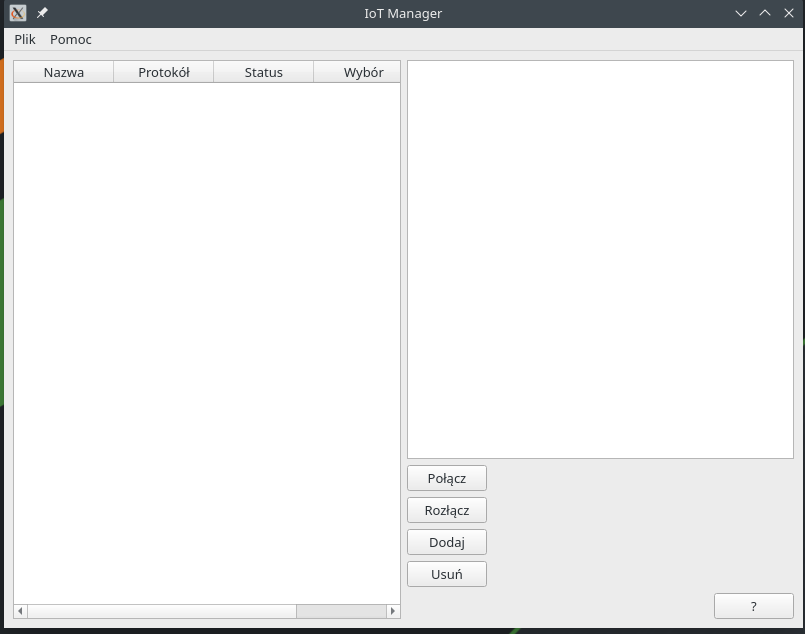 IoT Manager
Plik Pomoc
Nazwa Protokół Status Wybór
Połącz
Rozłącz
Dodaj
Usuń
?